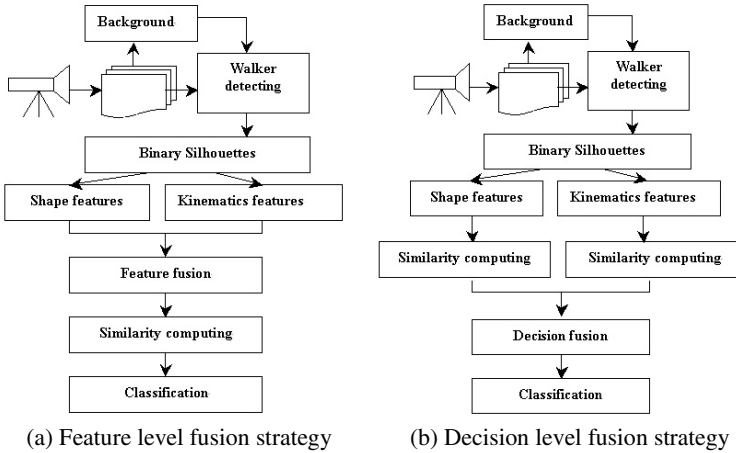 Background
Walker
detecting
Binary Silhouettes
Shape features
Kinematics features
Feature fusion
Similarity computing
Classification
(a) Feature level fusion strategy
Background
Walker
detecting
Binary Silhouettes
Shape features
Kinematics features
Similarity computing
Similarity computing
Decision fusion
Classification
(b) Decision level fusion strategy